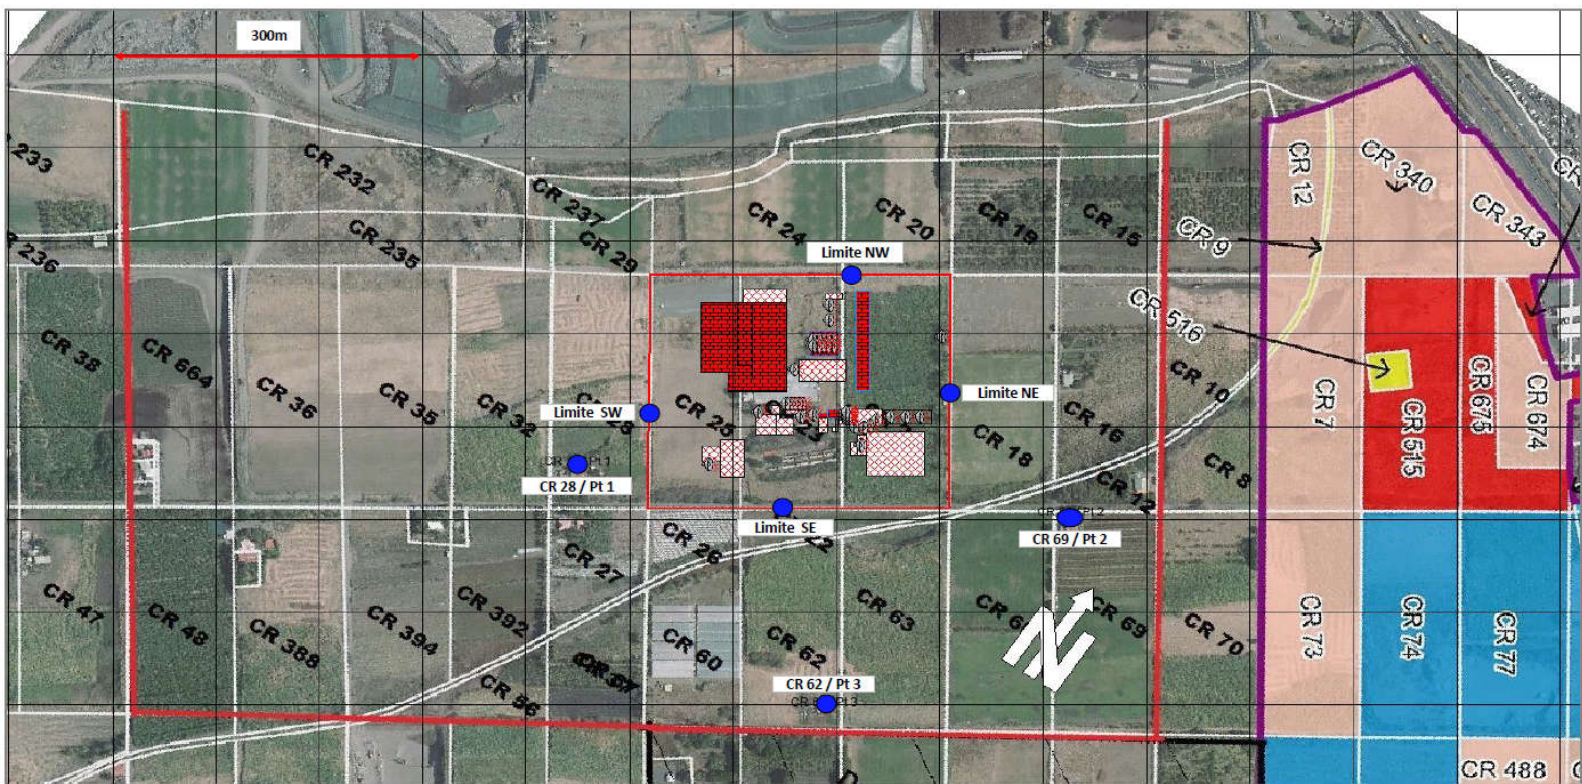 300m
233
CR 232
CR 237
CR 24
CR 20
CR 19
CR 15
CR 12
CR 340
CR 343
CR 9
236
CR 235
CR 29
Limite NW
CR 516
CR 38
CR 664
CR 36
CR 35
CR 32
Limite SW
CR 25
23
Limite NE
CR 18
CR 16
CR 10
CR 7
CR 515
CR 675
CR 674
CR 28 / Pt 1
CR 12
CR 8
Limite SE
CR 69 / Pt 2
CR 26
CR 27
CR 47
CR 48
CR 388
CR 394
CR 392
CR 60
CR 62
CR 63
CR 69
CR 70
CR 73
CR 74
CR 77
N
CR 56
CR 62 / Pt 3
CR 488